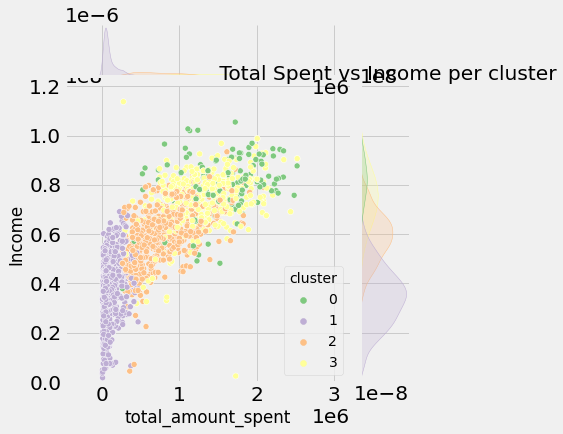 1e−6
Total Spent vs Income per cluster
1e8
1e6
1e8
1.2
1.0
0.8
0.6
0.4
0.2
0.0
Income
cluster
0
1
2
3
0
1
2
3
1e−8
total_amount_spent
1e6